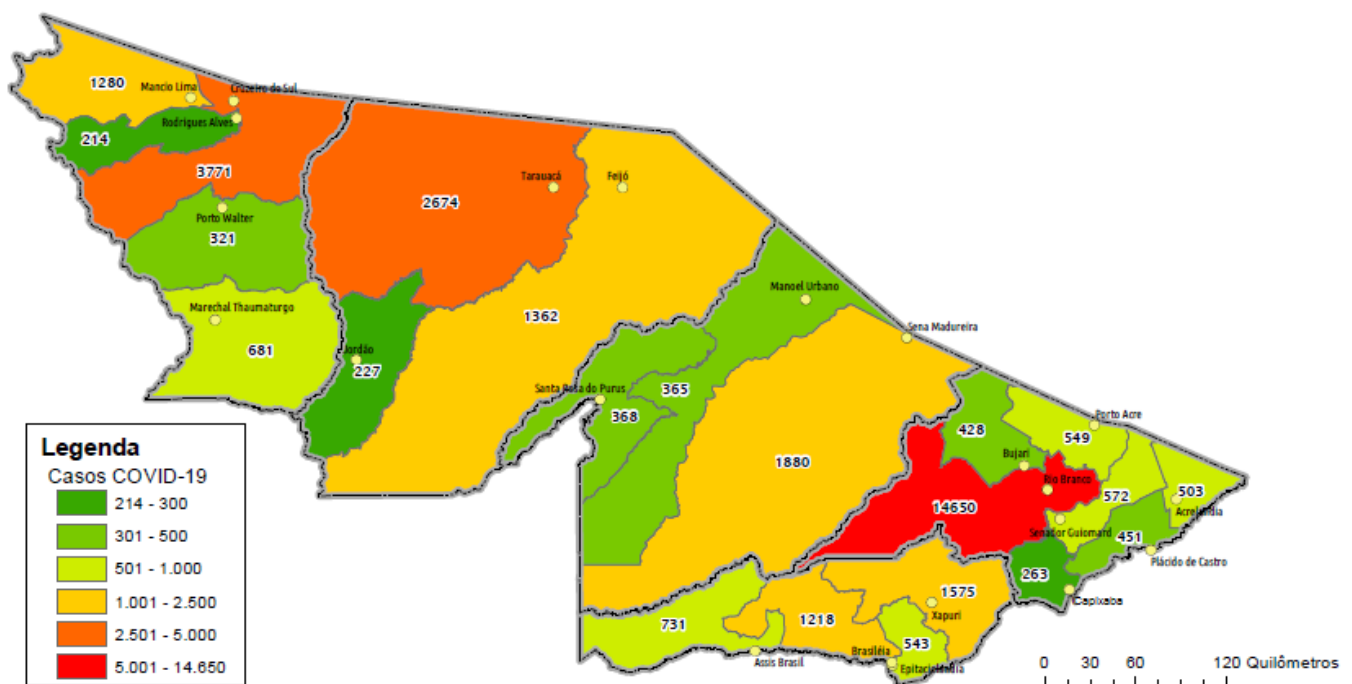 1280
Mancio Lima
Cruzeiro do Sul
Rodrigues Alves
214
3771
Tarauacá
Feijó
2674
Porto Walter
321
Manoel Urbano
Marechal Thaumaturgo
1362
Sena Madureira
681
Jordão
227
Santa Rosa do Purus
365
368
Porto Acre
428
549
Bujari
1880
Rio Branco
503
572
14650
Acrelândia
Senador Guiomard
451
Plácido de Castro
263
1575
Capixaba
Xapuri
731
1218
543
Assis Brasil
Brasiléia
Epitaciolândia
Legenda
Casos COVID-19
214 - 300
301 - 500
501 - 1.000
1.001 - 2.500
2.501 - 5.000
5.001 - 14.650
0 30 60 120 Quilômetros